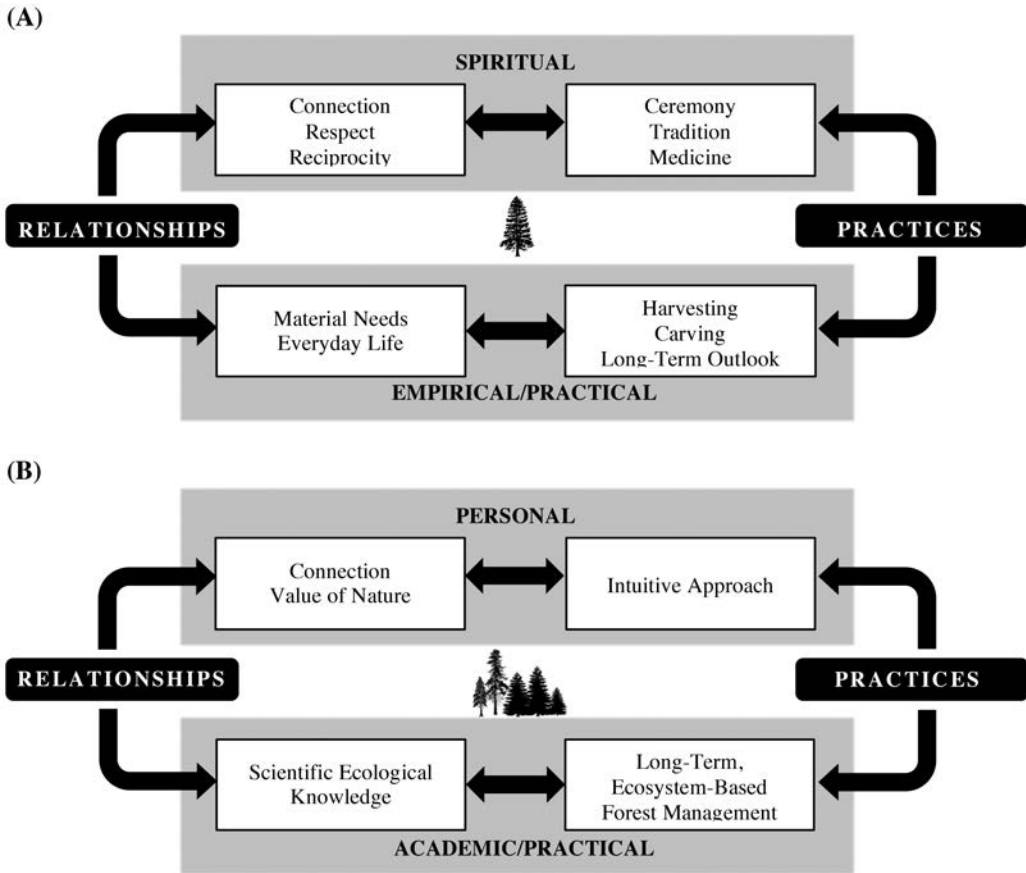 (A)
SPIRITUAL
Connection
Respect
Reciprocity
Ceremony
Tradition
Medicine
RELATIONSHIPS
PRACTICES
Material Needs
Everyday Life
Harvesting
Carving
Long-Term Outlook
EMPIRICAL/PRACTICAL
(B)
PERSONAL
Connection
Value of Nature
Intuitive Approach
RELATIONSHIPS
PRACTICES
Scientific Ecological
Knowledge
Long-Term,
Ecosystem-Based
Forest Management
ACADEMIC/PRACTICAL